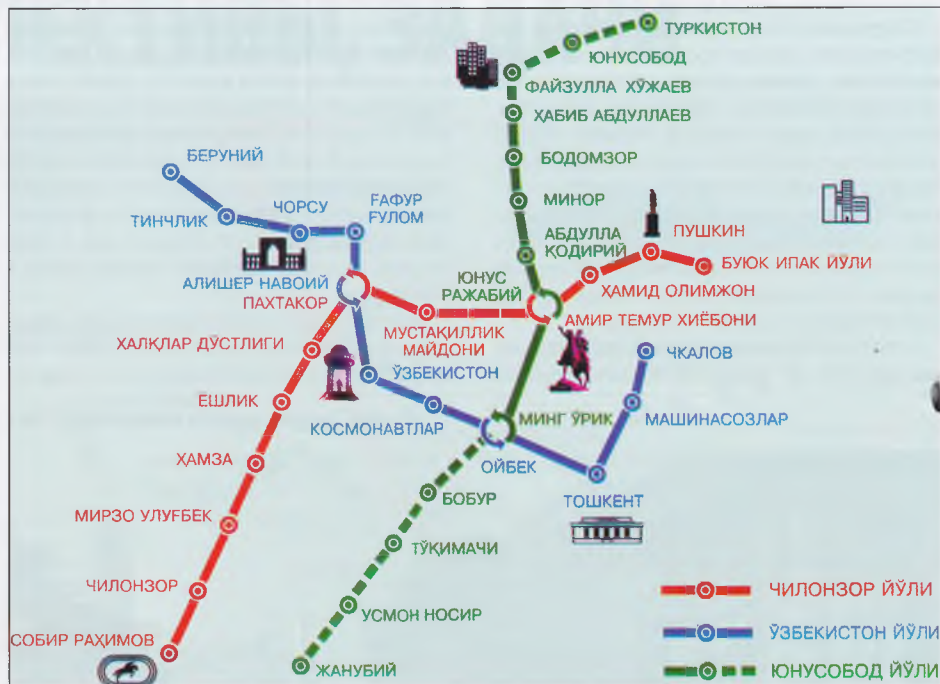 ТУРКИСТОН
ЮНУСОБОД
ФАЙЗУЛЛА ХЎЖАЕВ
ҲАБИБ АБДУЛЛАЕВ
БОДОМЗОР
МИНОР
АБДУЛЛА
ҚОДИРИЙ
ПУШКИН
БУЮК ИПАК ЙЎЛИ
ҲАМИД ОЛИМЖОН
АМИР ТЕМУР ХИЁБОНИ
ЮНУС
РАЖАБИЙ
БЕРУНИЙ
ТИНЧЛИК
ЧОРСУ
ҒАФУР
ҒУЛОМ
АЛИШЕР НАВОИЙ
ПАХТАКОР
МУСТАҚИЛЛИК
МАЙДОНИ
ХАЛҚЛАР ДЎСТЛИГИ
ЎЗБЕКИСТОН
ЧКАЛОВ
ЕШЛИК
КОСМОНАВТЛАР
МИНГ ЎРИК
МАШИНАСОЗЛАР
ОЙБЕК
ҲАМЗА
ТОШКЕНТ
БОБУР
МИРЗО УЛУҒБЕК
ТЎҚИМАЧИ
ЧИЛОНЗОР
УСМОН НОСИР
СОБИР РАҲИМОВ
ЖАНУБИЙ
ЧИЛОНЗОР ЙЎЛИ
ЎЗБЕКИСТОН ЙЎЛИ
ЮНУСОБОД ЙЎЛИ